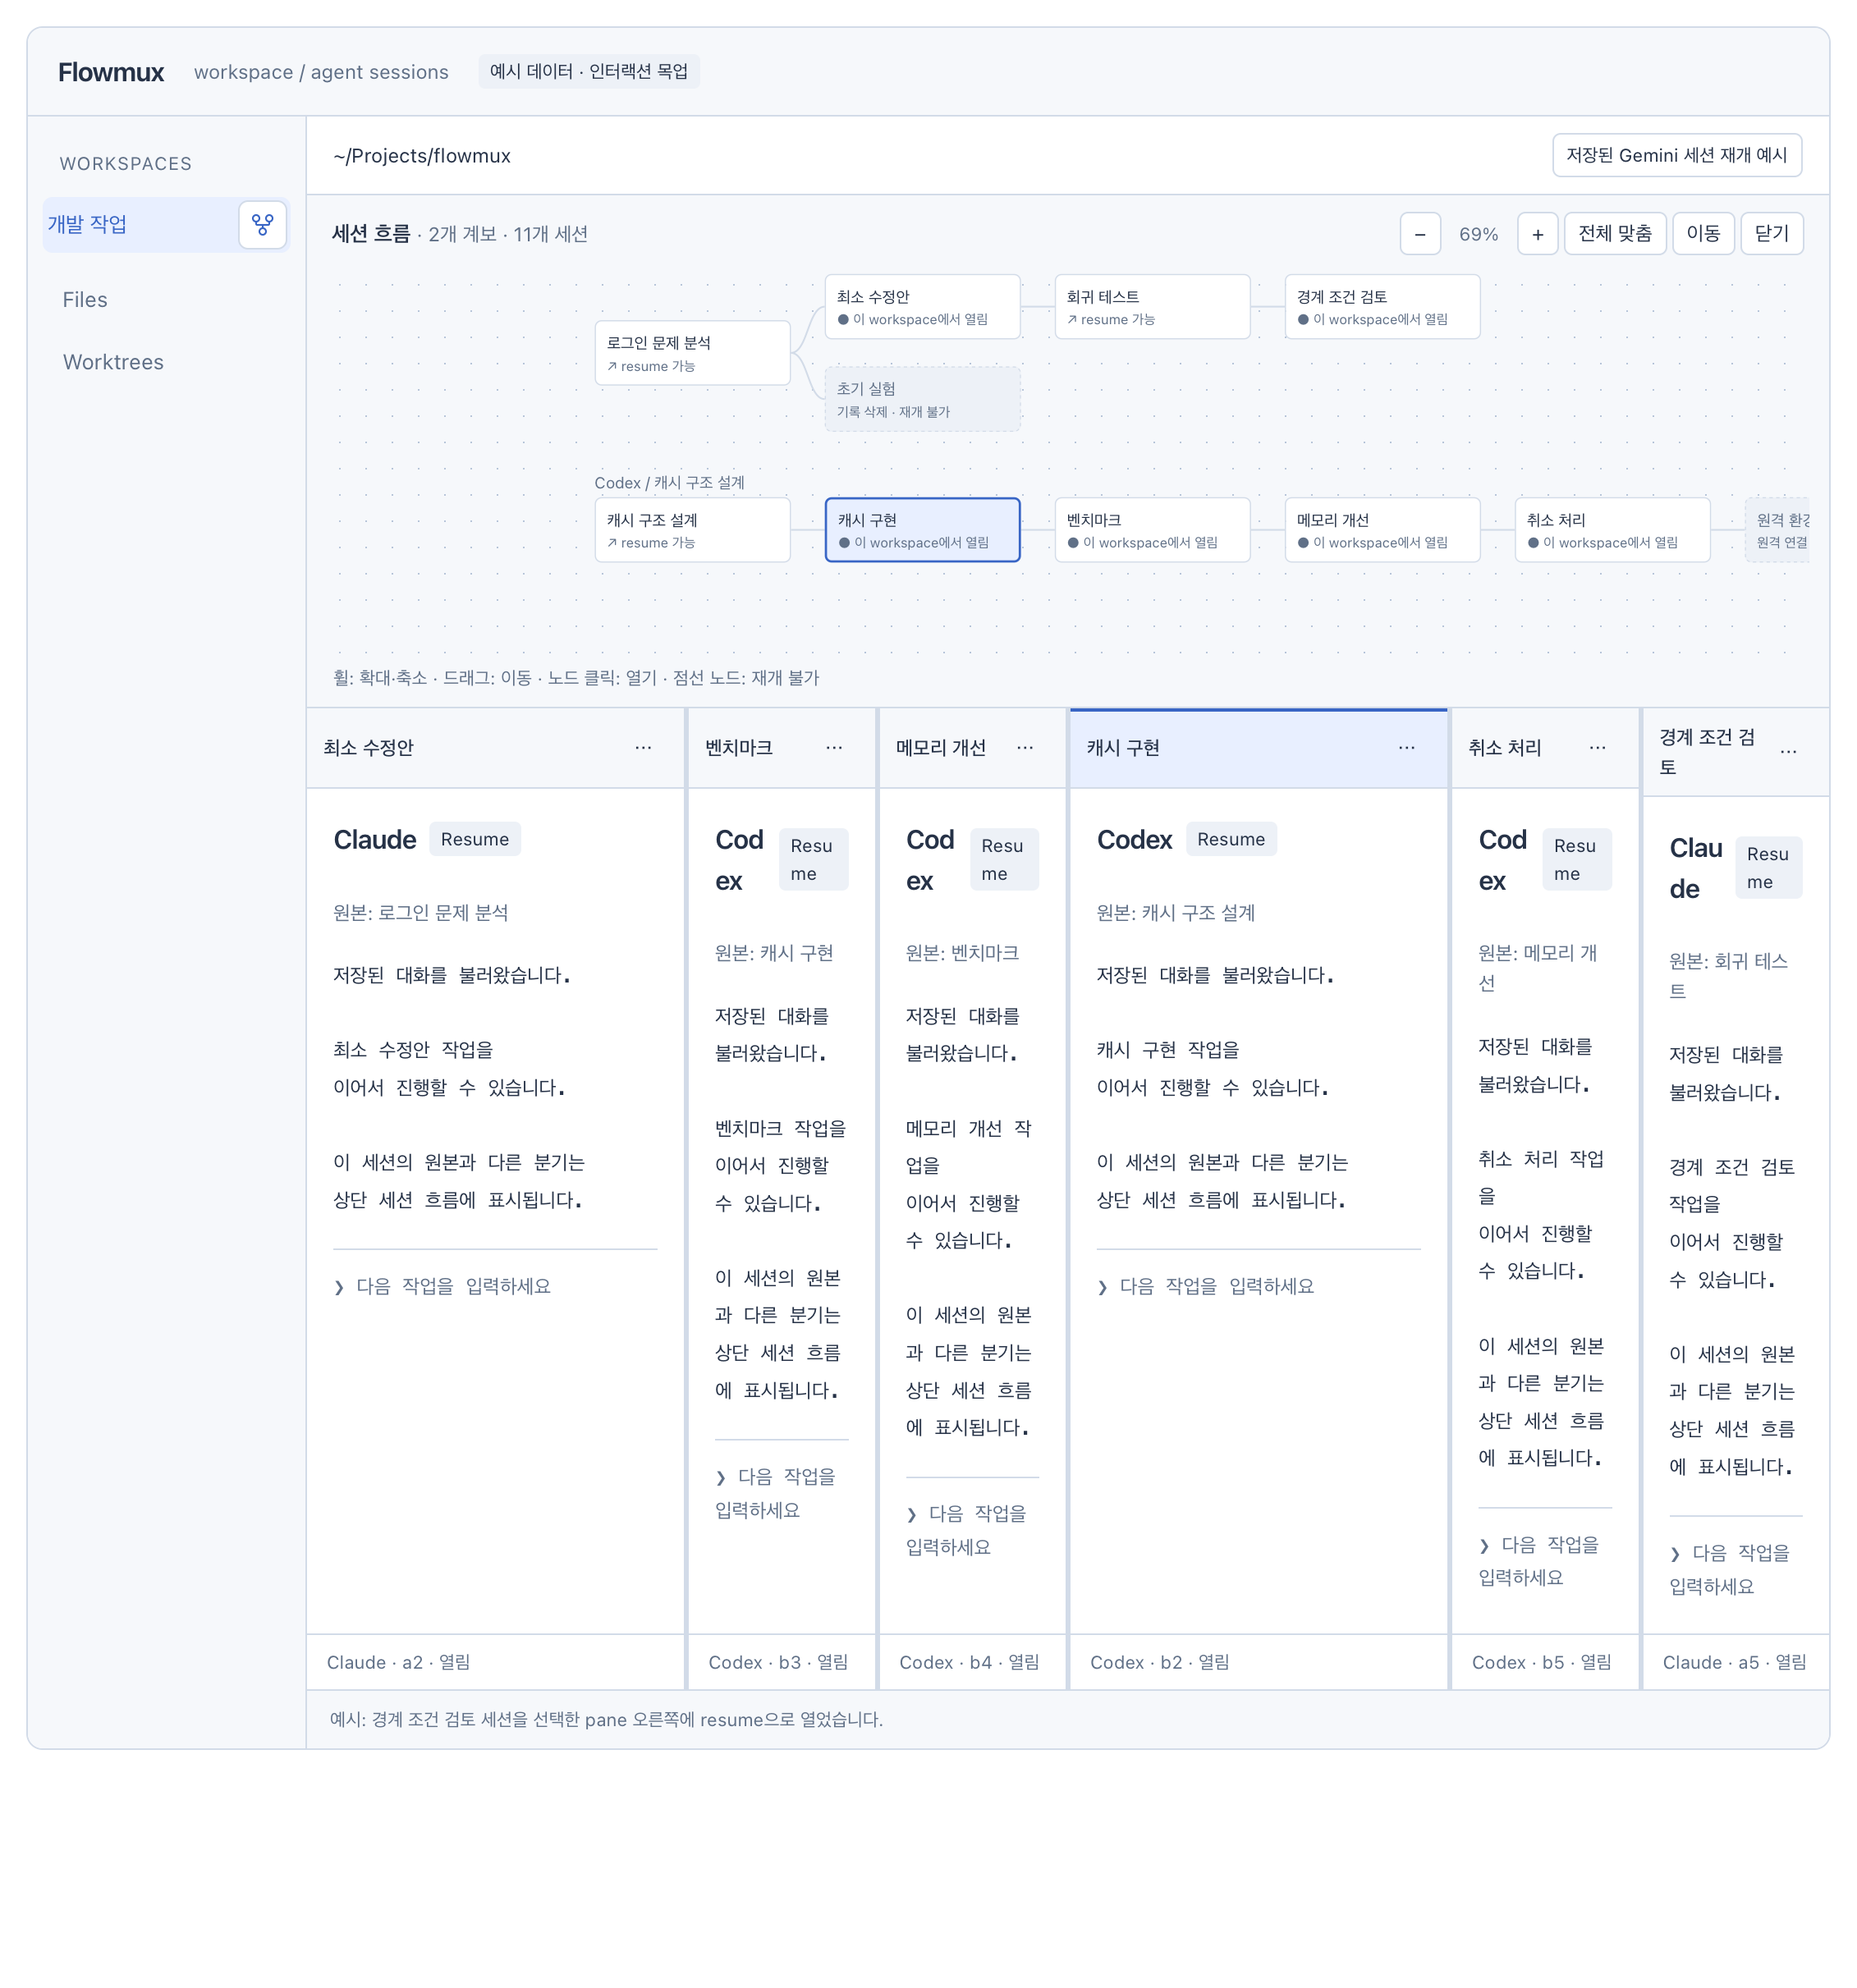 Flowmux
workspace / agent sessions
예시 데이터 · 인터랙션 목업
WORKSPACES
개발 작업
Files
Worktrees
~/Projects/flowmux
저장된 Gemini 세션 재개 예시
세션 흐름 · 2개 계보 · 11개 세션
−
69%
+
전체 맞춤
이동
닫기
로그인 문제 분석
↗ resume 가능
최소 수정안
● 이 workspace에서 열림
회귀 테스트
↗ resume 가능
경계 조건 검토
● 이 workspace에서 열림
초기 실험
기록 삭제 · 재개 불가
Codex / 캐시 구조 설계
캐시 구조 설계
↗ resume 가능
캐시 구현
● 이 workspace에서 열림
벤치마크
● 이 workspace에서 열림
메모리 개선
● 이 workspace에서 열림
취소 처리
● 이 workspace에서 열림
원격
원격 연결
휠: 확대·축소 · 드래그: 이동 · 노드 클릭: 열기 · 점선 노드: 재개 불가
최소 수정안
···
Claude
Resume
원본: 로그인 문제 분석
저장된 대화를 불러왔습니다.
최소 수정안 작업을
이어서 진행할 수 있습니다.
이 세션의 원본과 다른 분기는
상단 세션 흐름에 표시됩니다.
❯ 다음 작업을 입력하세요
Claude · a2 · 열림
벤치마크
···
Cod
ex
Resu
me
원본: 캐시 구현
저장된 대화를
불러왔습니다.
벤치마크 작업을
이어서 진행할
수 있습니다.
이 세션의 원본
과 다른 분기는
상단 세션 흐름
에 표시됩니다.
❯ 다음 작업을
입력하세요
Codex · b3 · 열림
메모리 개선
···
Cod
ex
Resu
me
원본: 벤치마크
저장된 대화를
불러왔습니다.
메모리 개선 작
업을
이어서 진행할
수 있습니다.
이 세션의 원본
과 다른 분기는
상단 세션 흐름
에 표시됩니다.
❯ 다음 작업을
입력하세요
Codex · b4 · 열림
캐시 구현
···
Codex
Resume
원본: 캐시 구조 설계
저장된 대화를 불러왔습니다.
캐시 구현 작업을
이어서 진행할 수 있습니다.
이 세션의 원본과 다른 분기는
상단 세션 흐름에 표시됩니다.
❯ 다음 작업을 입력하세요
Codex · b2 · 열림
취소 처리
···
Cod
ex
Resu
me
원본: 메모리 개
선
저장된 대화를
불러왔습니다.
취소 처리 작업
을
이어서 진행할
수 있습니다.
이 세션의 원본
과 다른 분기는
상단 세션 흐름
에 표시됩니다.
❯ 다음 작업을
입력하세요
Codex · b5 · 열림
경계 조건 검
토
···
Clau
de
Resu
me
원본: 회귀 테스
트
저장된 대화를
불러왔습니다.
경계 조건 검토
작업을
이어서 진행할
수 있습니다.
이 세션의 원본
과 다른 분기는
상단 세션 흐름
에 표시됩니다.
❯ 다음 작업을
입력하세요
Claude · a5 · 열림
예시: 경계 조건 검토 세션을 선택한 pane 오른쪽에 resume으로 열었습니다.